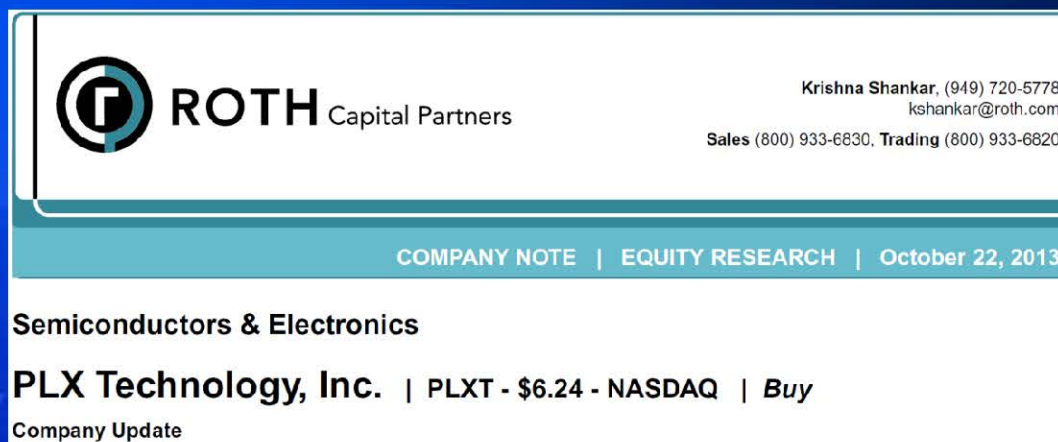 ROTH Capital Partners
Krishna Shankar, (949) 720-5778
kshankar@roth.com
Sales (800) 933-6830, Trading (800) 933-6820
COMPANY NOTE | EQUITY RESEARCH | October 22, 2013
Semiconductors & Electronics
PLX Technology, Inc. | PLXT - $6.24 - NASDAQ | Buy
Company Update